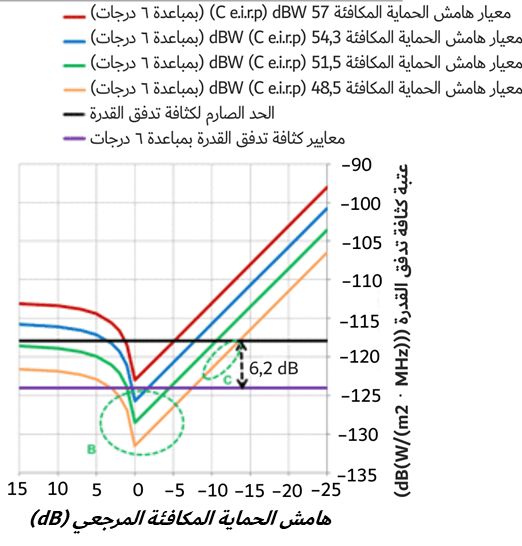 معيار هامش الحماية المكافئة 57 dBW (C e.i.r.p) (بمباعدة ٦ درجات)
معيار هامش الحماية المكافئة 54,3 dBW (C e.i.r.p) (بمباعدة ٦ درجات)
معيار هامش الحماية المكافئة 51,5 dBW (C e.i.r.p) (بمباعدة ٦ درجات)
معيار هامش الحماية المكافئة 48,5 dBW (C e.i.r.p) (بمباعدة ٦ درجات)
الحد الصارم لكثافة تدفق القدرة
معايير كثافة تدفق القدرة بمباعدة ٦ درجات
–90
–100
–105
–110
–115
–120
–125
–130
–135
عتبة كثافة تدفق القدرة (dB(W/(m2 · MHz)))
6,2 dB
C
B
15 10 5 0 –5 –10 –15 –20 –25
هامش الحماية المكافئة المرجعي (dB)